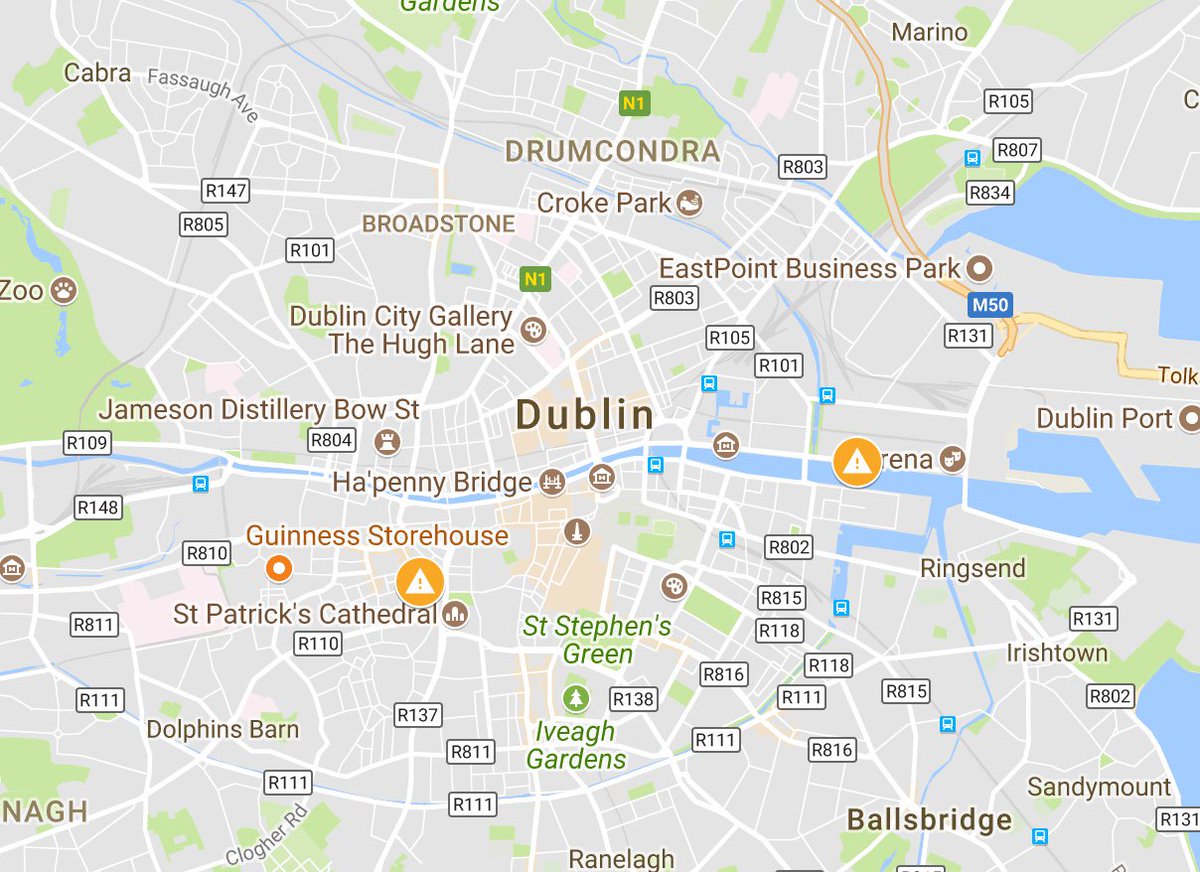 Gardens
Marino
Cabra
Fassaugh Ave
N1
R105
C
DRUMCONDRA
R807
R803
R147
R834
Croke Park
R805
BROADSTONE
R101
EastPoint Business Park
Zoo
N1
R803
M50
Dublin City Gallery
The Hugh Lane
R105
R131
R101
Tolk
Jameson Distillery Bow St
Dublin
Dublin Port
R109
R804
rena
Ha'penny Bridge
R148
Guinness Storehouse
R810
R802
Ringsend
R815
St Patrick's Cathedral
R811
R110
St Stephen's
Green
R118
R131
Irishtown
R118
R816
R111
R138
R111
R815
R802
R137
Iveagh
Gardens
Dolphins Barn
R811
R111
R816
R111
R111
Sandymount
NAGH
Clogher Rd
Ballsbridge
R131
Ranelagh